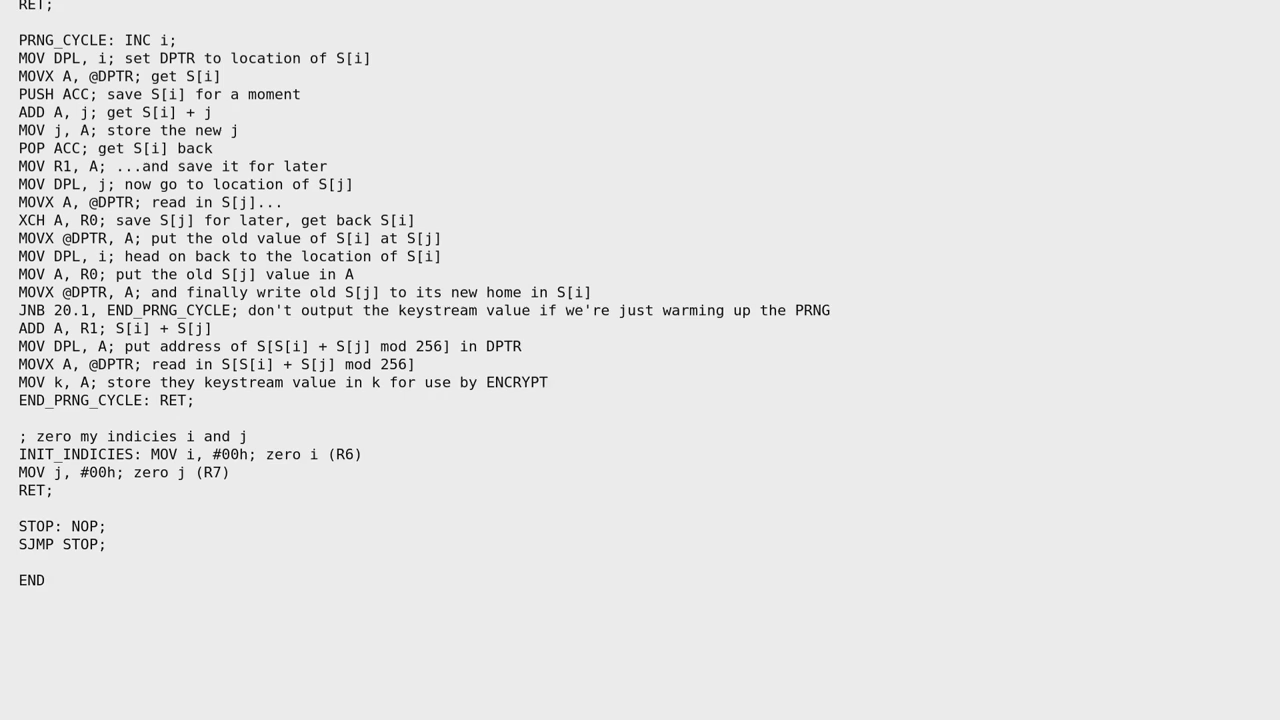 RET;
PRNG_CYCLE: INC i;
MOV DPL, i; set DPTR to location of S[i]
MOVX A, @DPTR; get S[i]
PUSH ACC; save S[i] for a moment
ADD A, j; get S[i] + j
MOV j, A; store the new j
POP ACC; get S[i] back
MOV R1, A; ...and save it for later
MOV DPL, j; now go to location of S[j]
MOVX A, @DPTR; read in S[j]...
XCH A, R0; save S[j] for later, get back S[i]
MOVX @DPTR, A; put the old value of S[i] at S[j]
MOV DPL, i; head on back to the location of S[i]
MOV A, R0; put the old S[j] value in A
MOVX @DPTR, A; and finally write old S[j] to its new home in S[i]
JNB 20.1, END_PRNG_CYCLE; don't output the keystream value if we're just warming up the PRNG
ADD A, R1; S[i] + S[j]
MOV DPL, A; put address of S[S[i] + S[j] mod 256] in DPTR
MOVX A, @DPTR; read in S[S[i] + S[j] mod 256]
MOV k, A; store they keystream value in k for use by ENCRYPT
END_PRNG_CYCLE: RET;
; zero my indicies i and j
INIT_INDICIES: MOV i, #00h; zero i (R6)
MOV j, #00h; zero j (R7)
RET;
STOP: NOP;
SJMP STOP;
END